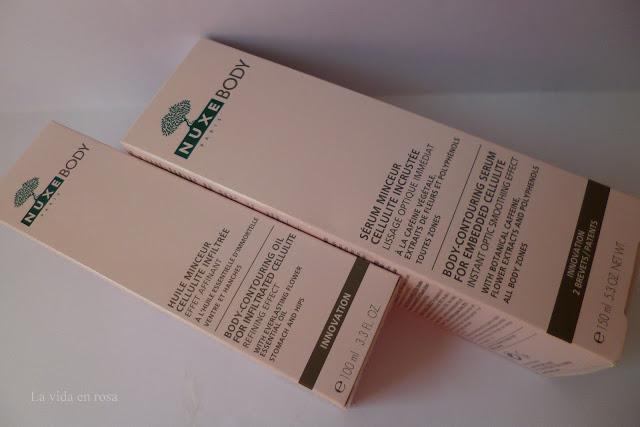 NUXE BODY
PARIS
HUILE MINCEUR
CELLULITE INFILTRÉE
EFFET AFFINANT
À L'HUILE ESSENTIELLE D'IMMORTELLE
VENTRE ET HANCHES
BODY-CONTOURING OIL
FOR INFILTRATED CELLULITE
REFINING EFFECT
WITH EVERLASTING FLOWER
ESSENTIAL OIL
STOMACH AND HIPS
INNOVATION
℮ 100 ml 3.3 FL.OZ.
NUXE BODY
PARIS
SÉRUM MINCEUR
CELLULITE INCRUSTÉE
LISSAGE OPTIQUE IMMÉDIAT
À LA CAFÉINE VÉGÉTALE,
EXTRAITS DE FLEURS ET POLYPHÉNOLS
TOUTES ZONES
BODY-CONTOURING SERUM
FOR EMBEDDED CELLULITE
INSTANT OPTIC SMOOTHING EFFECT
WITH BOTANICAL CAFFEINE,
FLOWER EXTRACTS AND POLYPHENOLS
ALL BODY ZONES
INNOVATION
2 BREVETS/PATENTS
℮ 150 ml 5.3 OZ. NET WT.
La vida en rosa